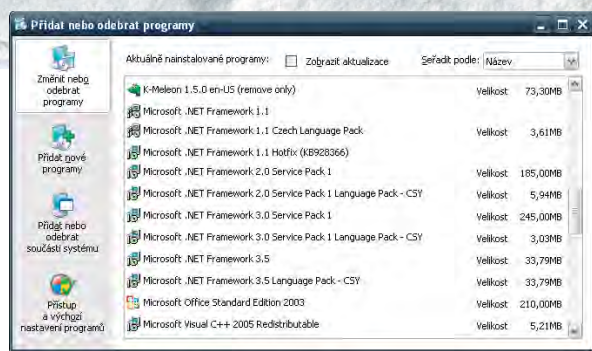 Přidat nebo odebrat programy
Změnit nebo
odebrat
programy
Přidat nové
programy
Přidat nebo
odebrat
součásti systému
Přístup
a výchozí
nastavení programů
Aktuálně nainstalované programy: Zobrazit aktualizace Seřadit podle: Název
K-Meleon 1.5.0 en-US (remove only) Velikost 73,30MB
Microsoft .NET Framework 1.1
Microsoft .NET Framework 1.1 Czech Language Pack Velikost 3,61MB
Microsoft .NET Framework 1.1 Hotfix (KB928366)
Microsoft .NET Framework 2.0 Service Pack 1 Velikost 185,00MB
Microsoft .NET Framework 2.0 Service Pack 1 Language Pack - CSY Velikost 5,94MB
Microsoft .NET Framework 3.0 Service Pack 1 Velikost 245,00MB
Microsoft .NET Framework 3.0 Service Pack 1 Language Pack - CSY Velikost 3,03MB
Microsoft .NET Framework 3.5 Velikost 33,79MB
Microsoft .NET Framework 3.5 Language Pack - CSY Velikost 33,79MB
Microsoft Office Standard Edition 2003 Velikost 210,00MB
Microsoft Visual C++ 2005 Redistributable Velikost 5,21MB